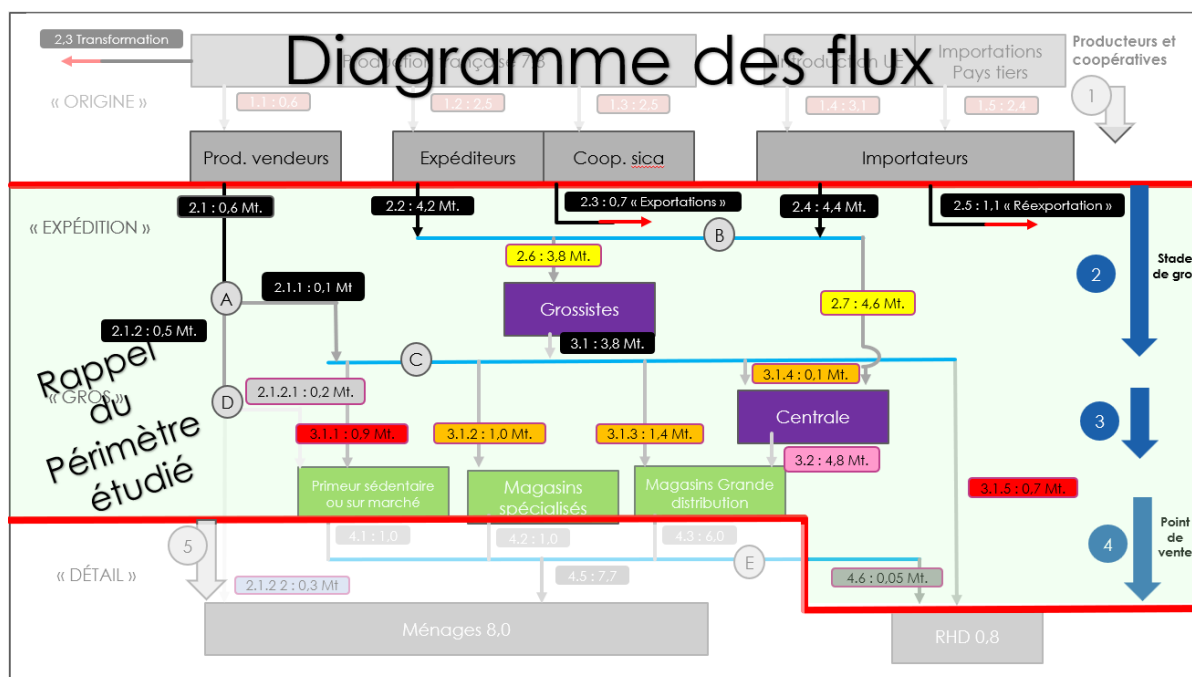 Diagramme des flux
2,3 Transformation
Production française 7,3
Introduction UE
Importations
Pays tiers
Producteurs et
coopératives
« ORIGINE »
1.1 : 0,6
1.2 : 2,5
1.3 : 2,5
1.4 : 3,1
1.5 : 2,4
1
Prod. vendeurs
Expéditeurs
Coop. sica
Importateurs
2.1 : 0,6 Mt.
2.2 : 4,2 Mt.
2.3 : 0,7 « Exportations »
2.4 : 4,4 Mt.
2.5 : 1,1 « Réexportation »
« EXPÉDITION »
B
2.6 : 3,8 Mt.
2
Stade
de gro
2.1.1 : 0,1 Mt
A
Grossistes
2.7 : 4,6 Mt.
2.1.2 : 0,5 Mt.
3.1 : 3,8 Mt.
C
Rappel
du
Périmètre
étudié
« GROS »
D
2.1.2.1 : 0,2 Mt.
3.1.4 : 0,1 Mt.
Centrale
3
3.1.1 : 0,9 Mt.
3.1.2 : 1,0 Mt.
3.1.3 : 1,4 Mt.
3.2 : 4,8 Mt.
Primeur sédentaire
ou sur marché
Magasins
spécialisés
Magasins Grande
distribution
3.1.5 : 0,7 Mt.
4
Point
de
vente
5
4.1 : 1,0
4.2 : 1,0
4.3 : 6,0
E
« DÉTAIL »
2.1.2 2 : 0,3 Mt
4.5 : 7,7
4.6 : 0,05 Mt.
Ménages 8,0
RHD 0,8